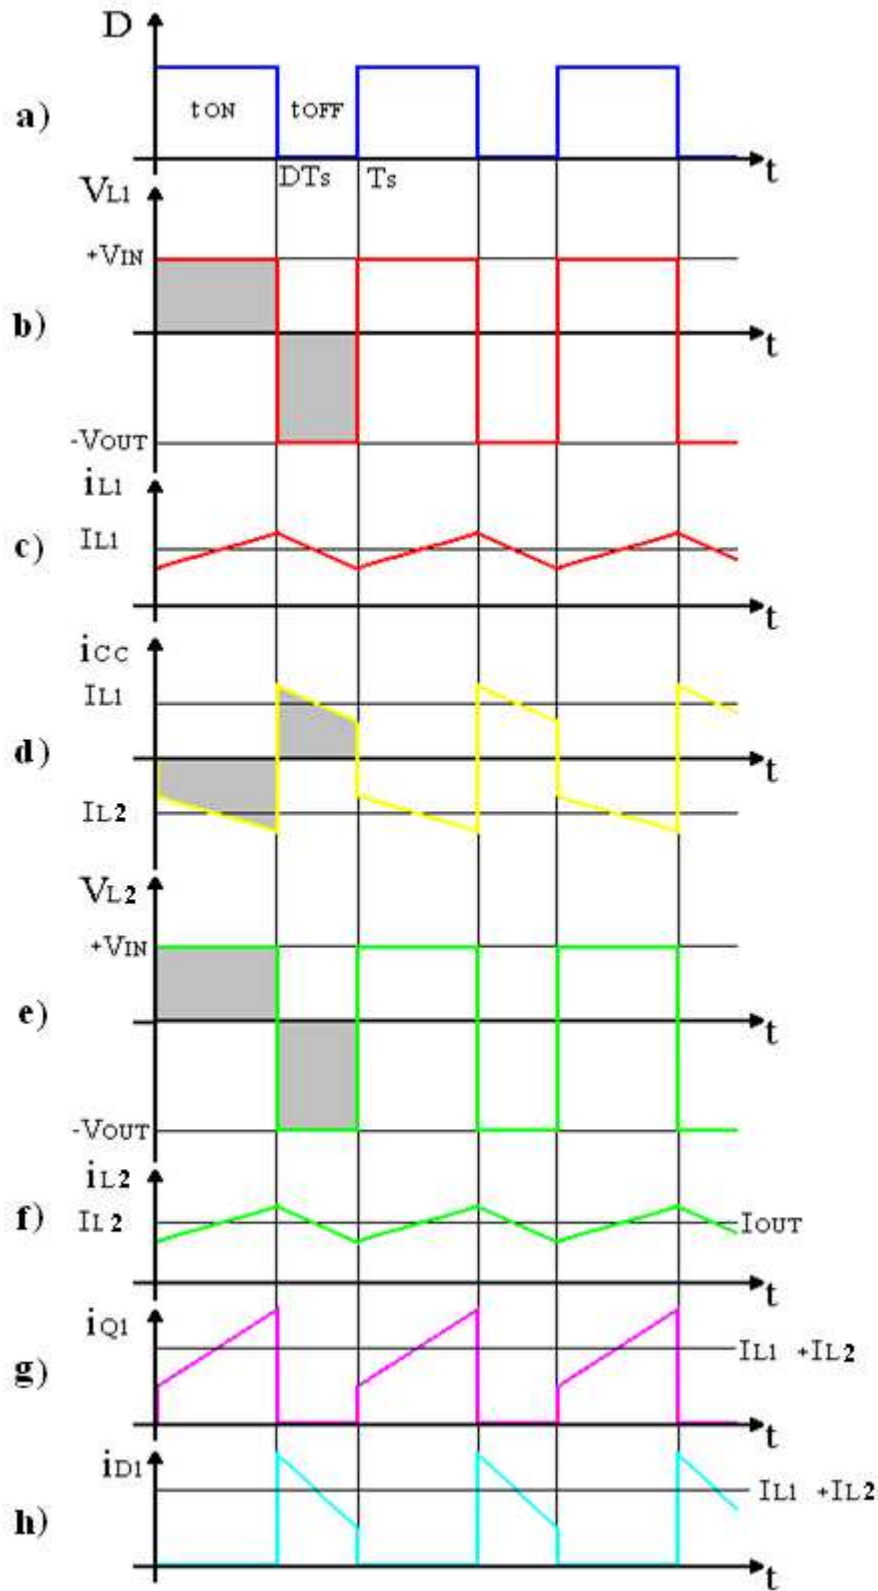 D
a)
tON tOFF
t
DTs Ts
VL1
+VIN
b)
t
-VOUT
iL1
c)
IL1
t
iCC
IL1
d)
t
IL2
VL2
+VIN
e)
t
-VOUT
iL2
f)
IL2
IOUT
t
iQ1
IL1 +IL2
g)
t
iD1
IL1 +IL2
h)
t